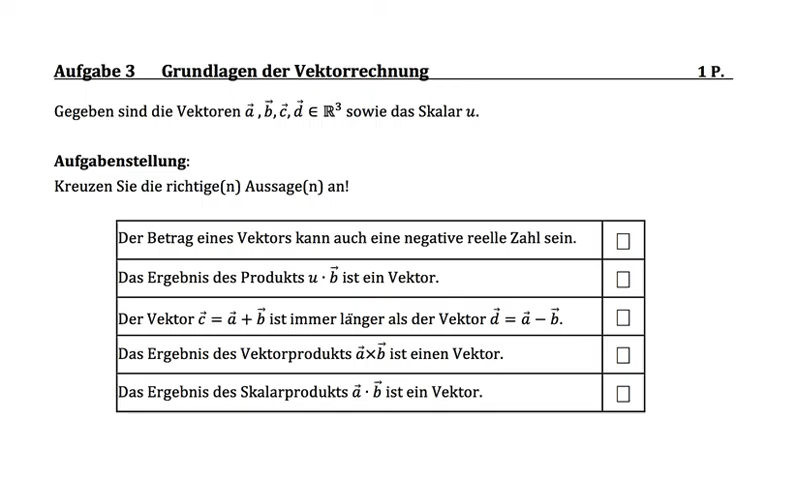 Aufgabe 3 Grundlagen der Vektorrechnung 1 P.
Gegeben sind die Vektoren a⃗ , b⃗, c⃗, d⃗ ∈ ℝ³ sowie das Skalar u.
Aufgabenstellung:
Kreuzen Sie die richtige(n) Aussage(n) an!
Der Betrag eines Vektors kann auch eine negative reelle Zahl sein. ☐
Das Ergebnis des Produkts u · b⃗ ist ein Vektor. ☐
Der Vektor c⃗ = a⃗ + b⃗ ist immer länger als der Vektor d⃗ = a⃗ − b⃗. ☐
Das Ergebnis des Vektorprodukts a⃗×b⃗ ist einen Vektor. ☐
Das Ergebnis des Skalarprodukts a⃗ · b⃗ ist ein Vektor. ☐